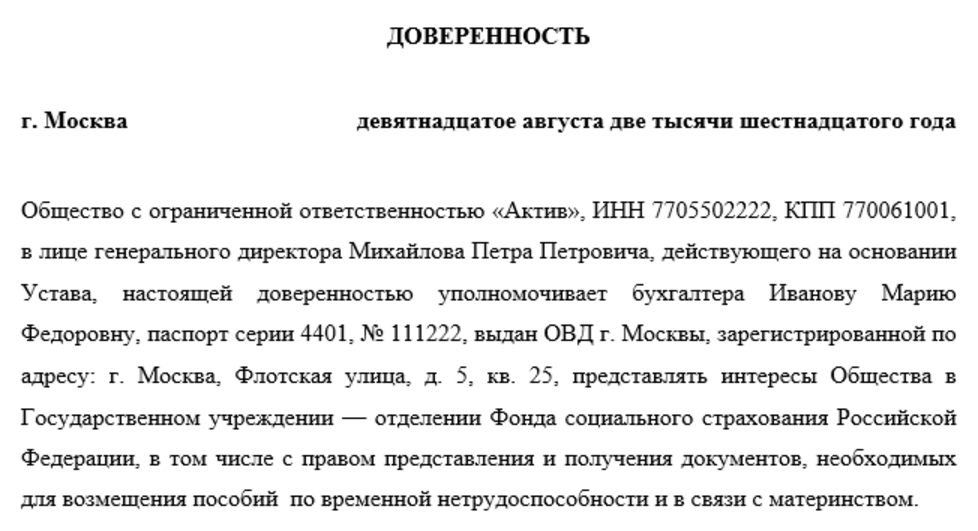 ДОВЕРЕННОСТЬ
г. Москва девятнадцатое августа две тысячи шестнадцатого года
Общество с ограниченной ответственностью «Актив», ИНН 7705502222, КПП 770061001,
в лице генерального директора Михайлова Петра Петровича, действующего на основании
Устава, настоящей доверенностью уполномочивает бухгалтера Иванову Марию
Федоровну, паспорт серии 4401, № 111222, выдан ОВД г. Москвы, зарегистрированной по
адресу: г. Москва, Флотская улица, д. 5, кв. 25, представлять интересы Общества в
Государственном учреждении — отделении Фонда социального страхования Российской
Федерации, в том числе с правом представления и получения документов, необходимых
для возмещения пособий по временной нетрудоспособности и в связи с материнством.